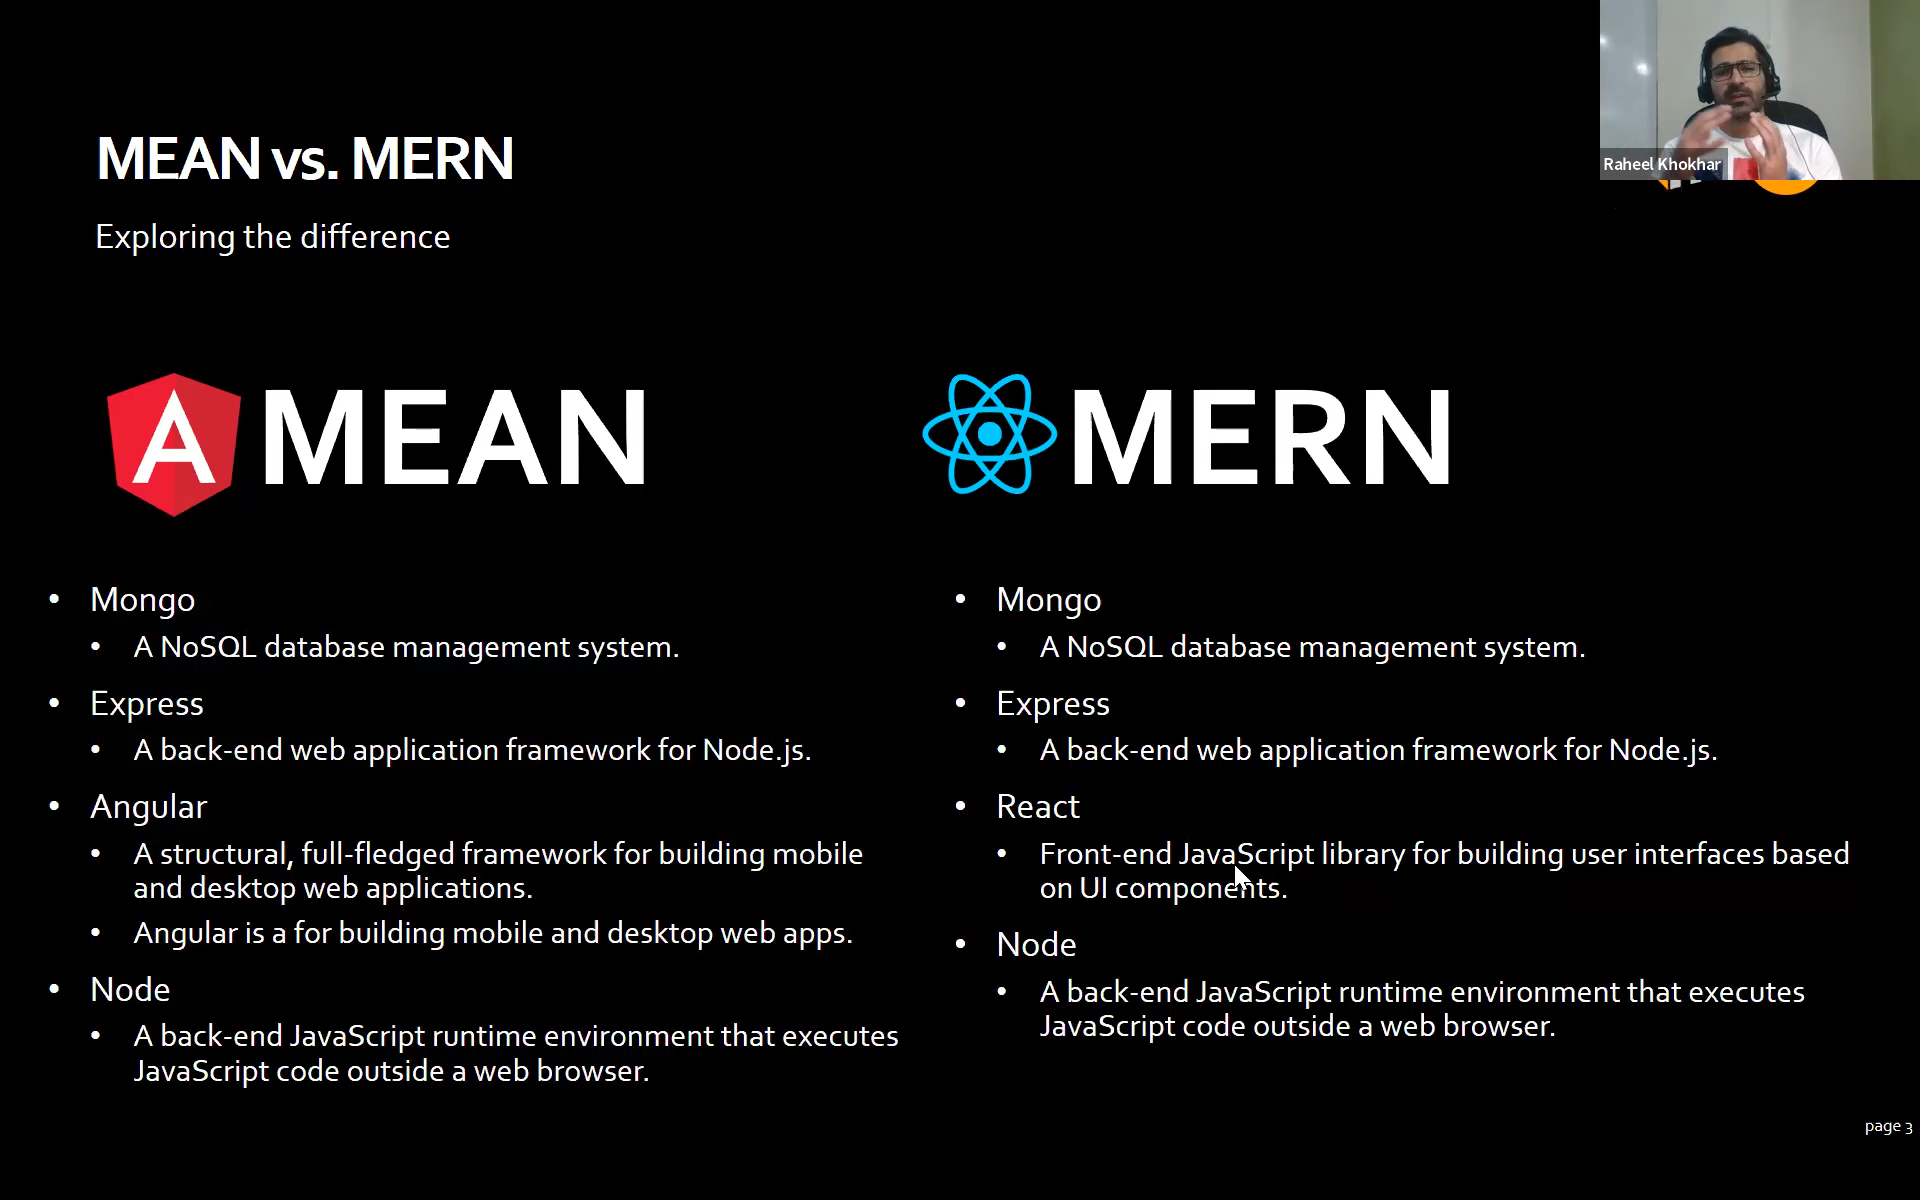 MEAN vs. MERN
Exploring the difference
Raheel Khokhar
A MEAN
MERN
• Mongo
• A NoSQL database management system.
• Express
• A back-end web application framework for Node.js.
• Angular
• A structural, full-fledged framework for building mobile
and desktop web applications.
• Angular is a for building mobile and desktop web apps.
• Node
• A back-end JavaScript runtime environment that executes
JavaScript code outside a web browser.
• Mongo
• A NoSQL database management system.
• Express
• A back-end web application framework for Node.js.
• React
• Front-end JavaScript library for building user interfaces based
on UI components.
• Node
• A back-end JavaScript runtime environment that executes
JavaScript code outside a web browser.
page 3